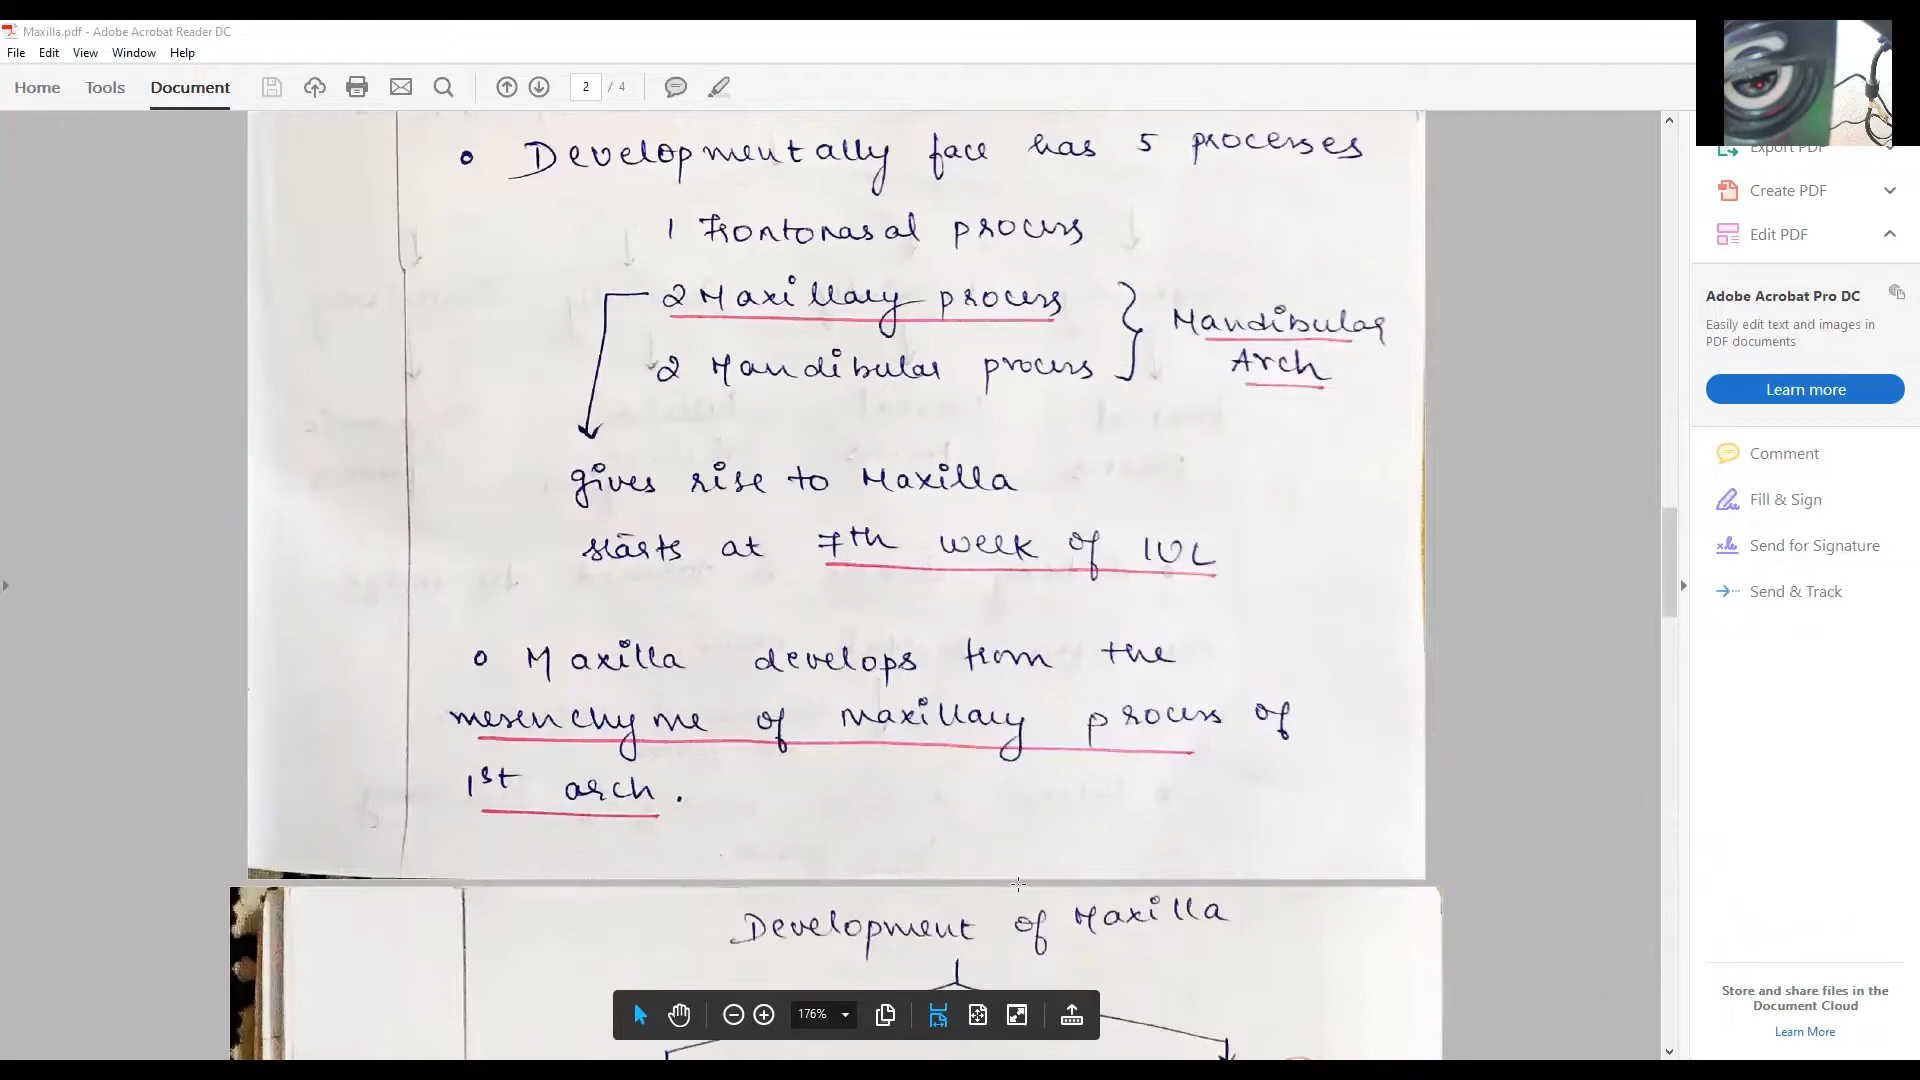 Maxilla.pdf - Adobe Acrobat Reader DC
File Edit View Window Help
Home Tools Document 2 / 4
Developmentally face has 5 processes
1 Frontonasal process
2 Maxillary process
2 Mandibular process
Mandibular
Arch
gives rise to Maxilla
starts at 7th week of IUL
Maxilla develops from the
mesenchyme of maxillary process of
1st arch.
Development of Maxilla
176%
Export PDF
Create PDF
Edit PDF
Adobe Acrobat Pro DC
Easily edit text and images in
PDF documents
Learn more
Comment
Fill & Sign
Send for Signature
Send & Track
Store and share files in the
Document Cloud
Learn More